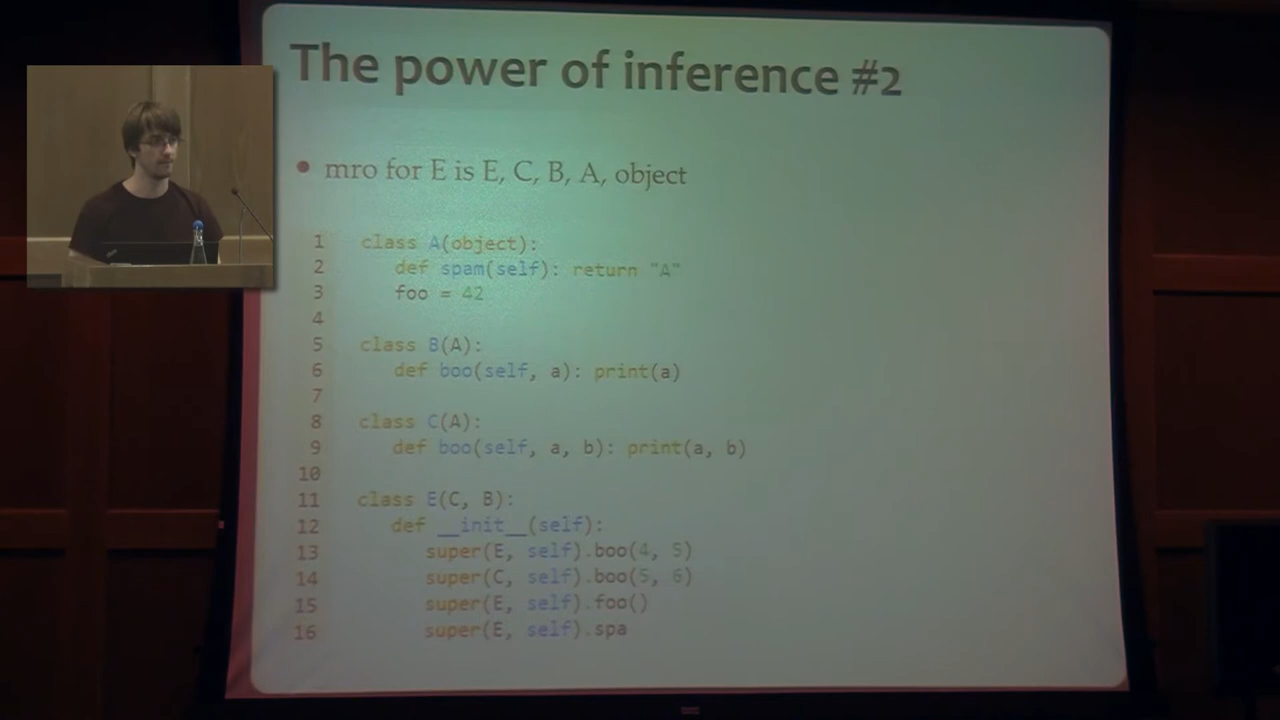 The power of inference #2
• mro for E is E, C, B, A, object
1 class A(object):
2 def spam(self): return "A"
3 foo = 42
4
5 class B(A):
6 def boo(self, a): print(a)
7
8 class C(A):
9 def boo(self, a, b): print(a, b)
10
11 class E(C, B):
12 def __init__(self):
13 super(E, self).boo(4, 5)
14 super(C, self).boo(5, 6)
15 super(E, self).foo()
16 super(E, self).spa